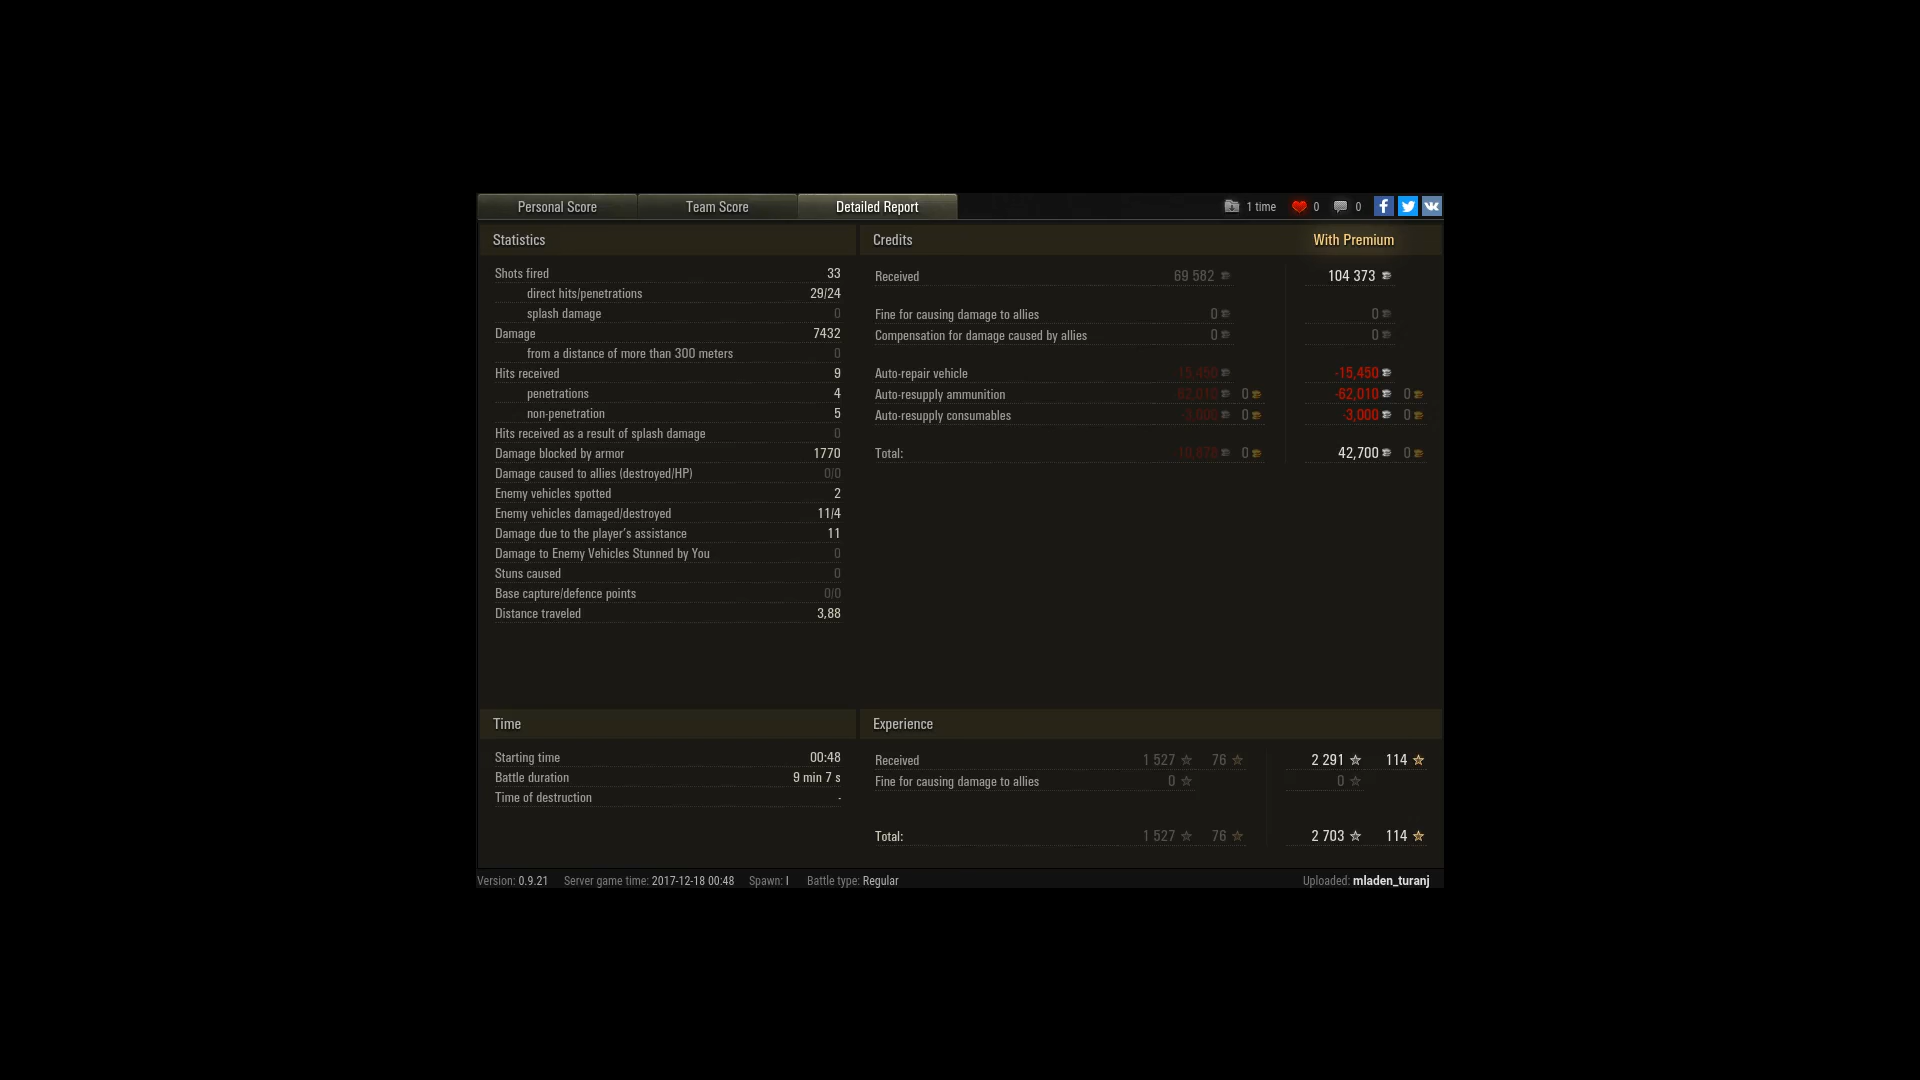 Personal Score Team Score Detailed Report 1 time 0 0
Statistics
Shots fired 33
direct hits/penetrations 29/24
splash damage 0
Damage 7432
from a distance of more than 300 meters 0
Hits received 9
penetrations 4
non-penetration 5
Hits received as a result of splash damage 0
Damage blocked by armor 1770
Damage caused to allies (destroyed/HP) 0/0
Enemy vehicles spotted 2
Enemy vehicles damaged/destroyed 11/4
Damage due to the player's assistance 11
Damage to Enemy Vehicles Stunned by You 0
Stuns caused 0
Base capture/defence points 0/0
Distance traveled 3,88
Credits With Premium
Received 69 582 104 373
Fine for causing damage to allies 0 0
Compensation for damage caused by allies 0 0
Auto-repair vehicle -15,450 -15,450
Auto-resupply ammunition -62,010 0 -62,010 0
Auto-resupply consumables -3,000 0 -3,000 0
Total: 0 42,700 0
Time
Starting time 00:48
Battle duration 9 min 7 s
Time of destruction -
Experience
Received 1 527 76 2 291 114
Fine for causing damage to allies 0 0
Total: 1 527 76 2 703 114
Version: 0.9.21 Server game time: 2017-12-18 00:48 Spawn: I Battle type: Regular Uploaded: mladen_turanj